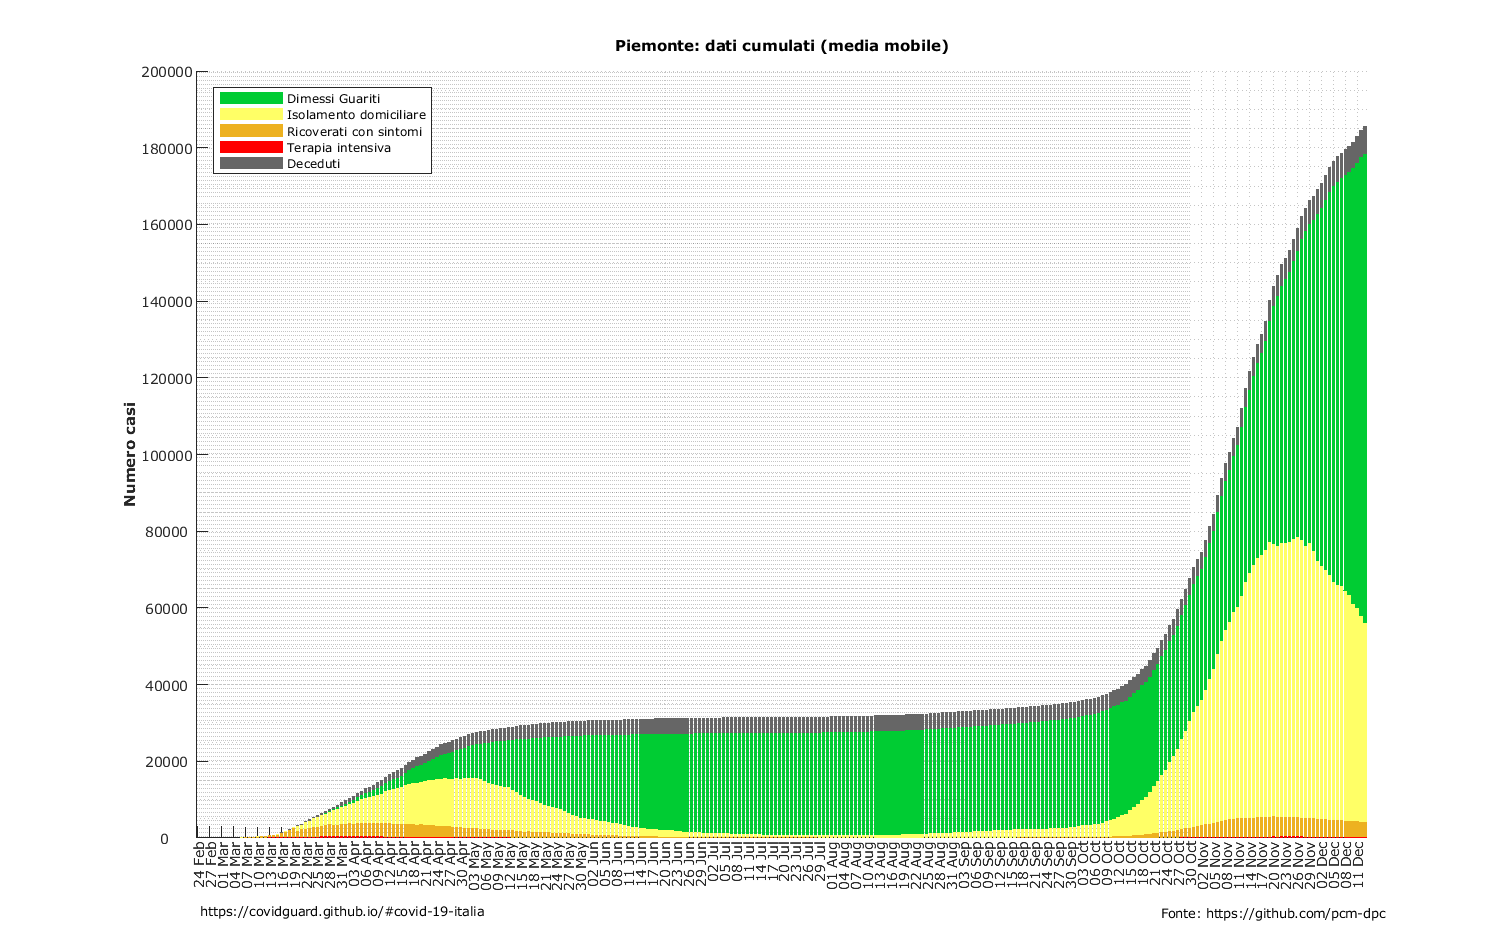 Piemonte: dati cumulati (media mobile)
200000
180000
160000
140000
120000
100000
80000
60000
40000
20000
0
Numero casi
Dimessi Guariti
Isolamento domiciliare
Ricoverati con sintomi
Terapia intensiva
Deceduti
24 Feb
27 Feb
01 Mar
04 Mar
07 Mar
10 Mar
13 Mar
16 Mar
19 Mar
22 Mar
25 Mar
28 Mar
31 Mar
03 Apr
06 Apr
09 Apr
12 Apr
15 Apr
18 Apr
21 Apr
24 Apr
27 Apr
30 Apr
03 May
06 May
09 May
12 May
15 May
18 May
21 May
24 May
27 May
30 May
02 Jun
05 Jun
08 Jun
11 Jun
14 Jun
17 Jun
20 Jun
23 Jun
26 Jun
29 Jun
02 Jul
05 Jul
08 Jul
11 Jul
14 Jul
17 Jul
20 Jul
23 Jul
26 Jul
29 Jul
01 Aug
04 Aug
07 Aug
10 Aug
13 Aug
16 Aug
19 Aug
22 Aug
25 Aug
28 Aug
31 Aug
03 Sep
06 Sep
09 Sep
12 Sep
15 Sep
18 Sep
21 Sep
24 Sep
27 Sep
30 Sep
03 Oct
06 Oct
09 Oct
12 Oct
15 Oct
18 Oct
21 Oct
24 Oct
27 Oct
30 Oct
02 Nov
05 Nov
08 Nov
11 Nov
14 Nov
17 Nov
20 Nov
23 Nov
26 Nov
29 Nov
02 Dec
05 Dec
08 Dec
11 Dec
https://covidguard.github.io/#covid-19-italia
Fonte: https://github.com/pcm-dpc